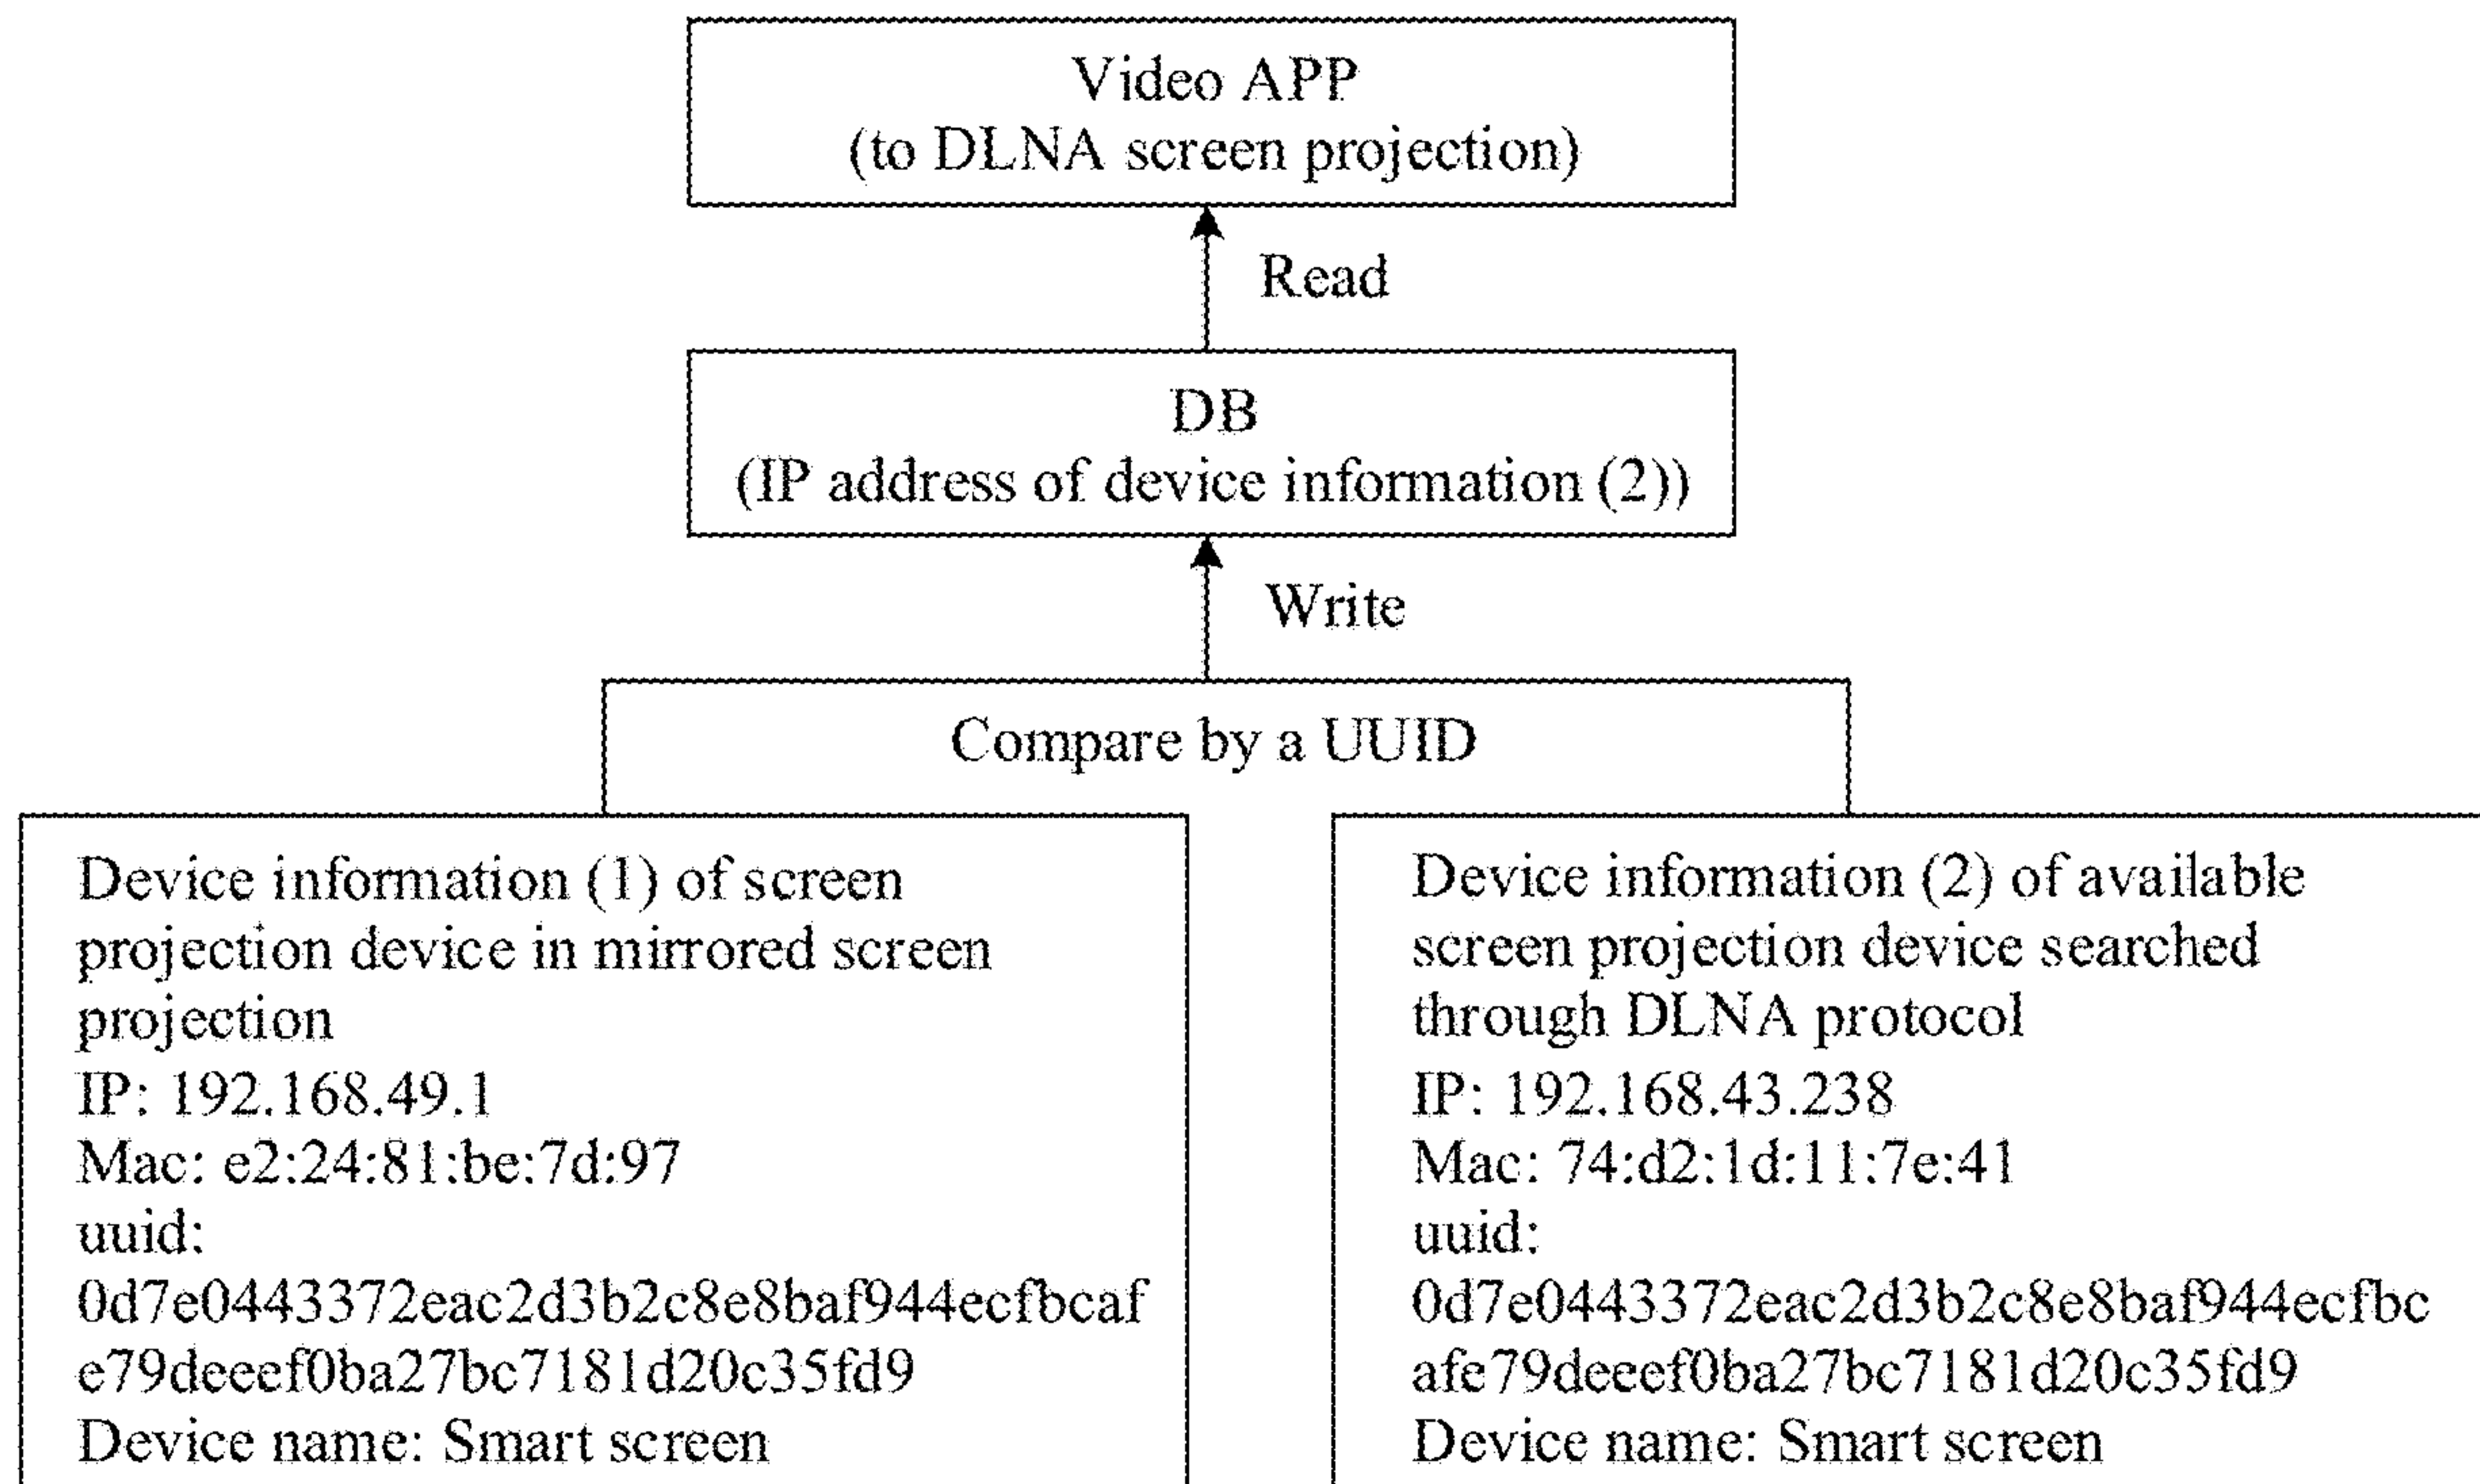 Video APP
(to DLNA screen projection)
Read
DB
(IP address of device information (2))
Write
Compare by a UUID
Device information (1) of screen
projection device in mirrored screen
projection
IP: 192.168.49.1
Mac: e2:24:81:be:7d:97
uuid:
0d7e0443372eac2d3b2c8e8baf944ecfbcaf
e79deeef0ba27bc7181d20c35fd9
Device name: Smart screen
Device information (2) of available
screen projection device searched
through DLNA protocol
IP: 192.168.43.238
Mac: 74:d2:1d:11:7e:41
uuid:
0d7e0443372eac2d3b2c8e8baf944ecfbc
afe79deeef0ba27bc7181d20c35fd9
Device name: Smart screen